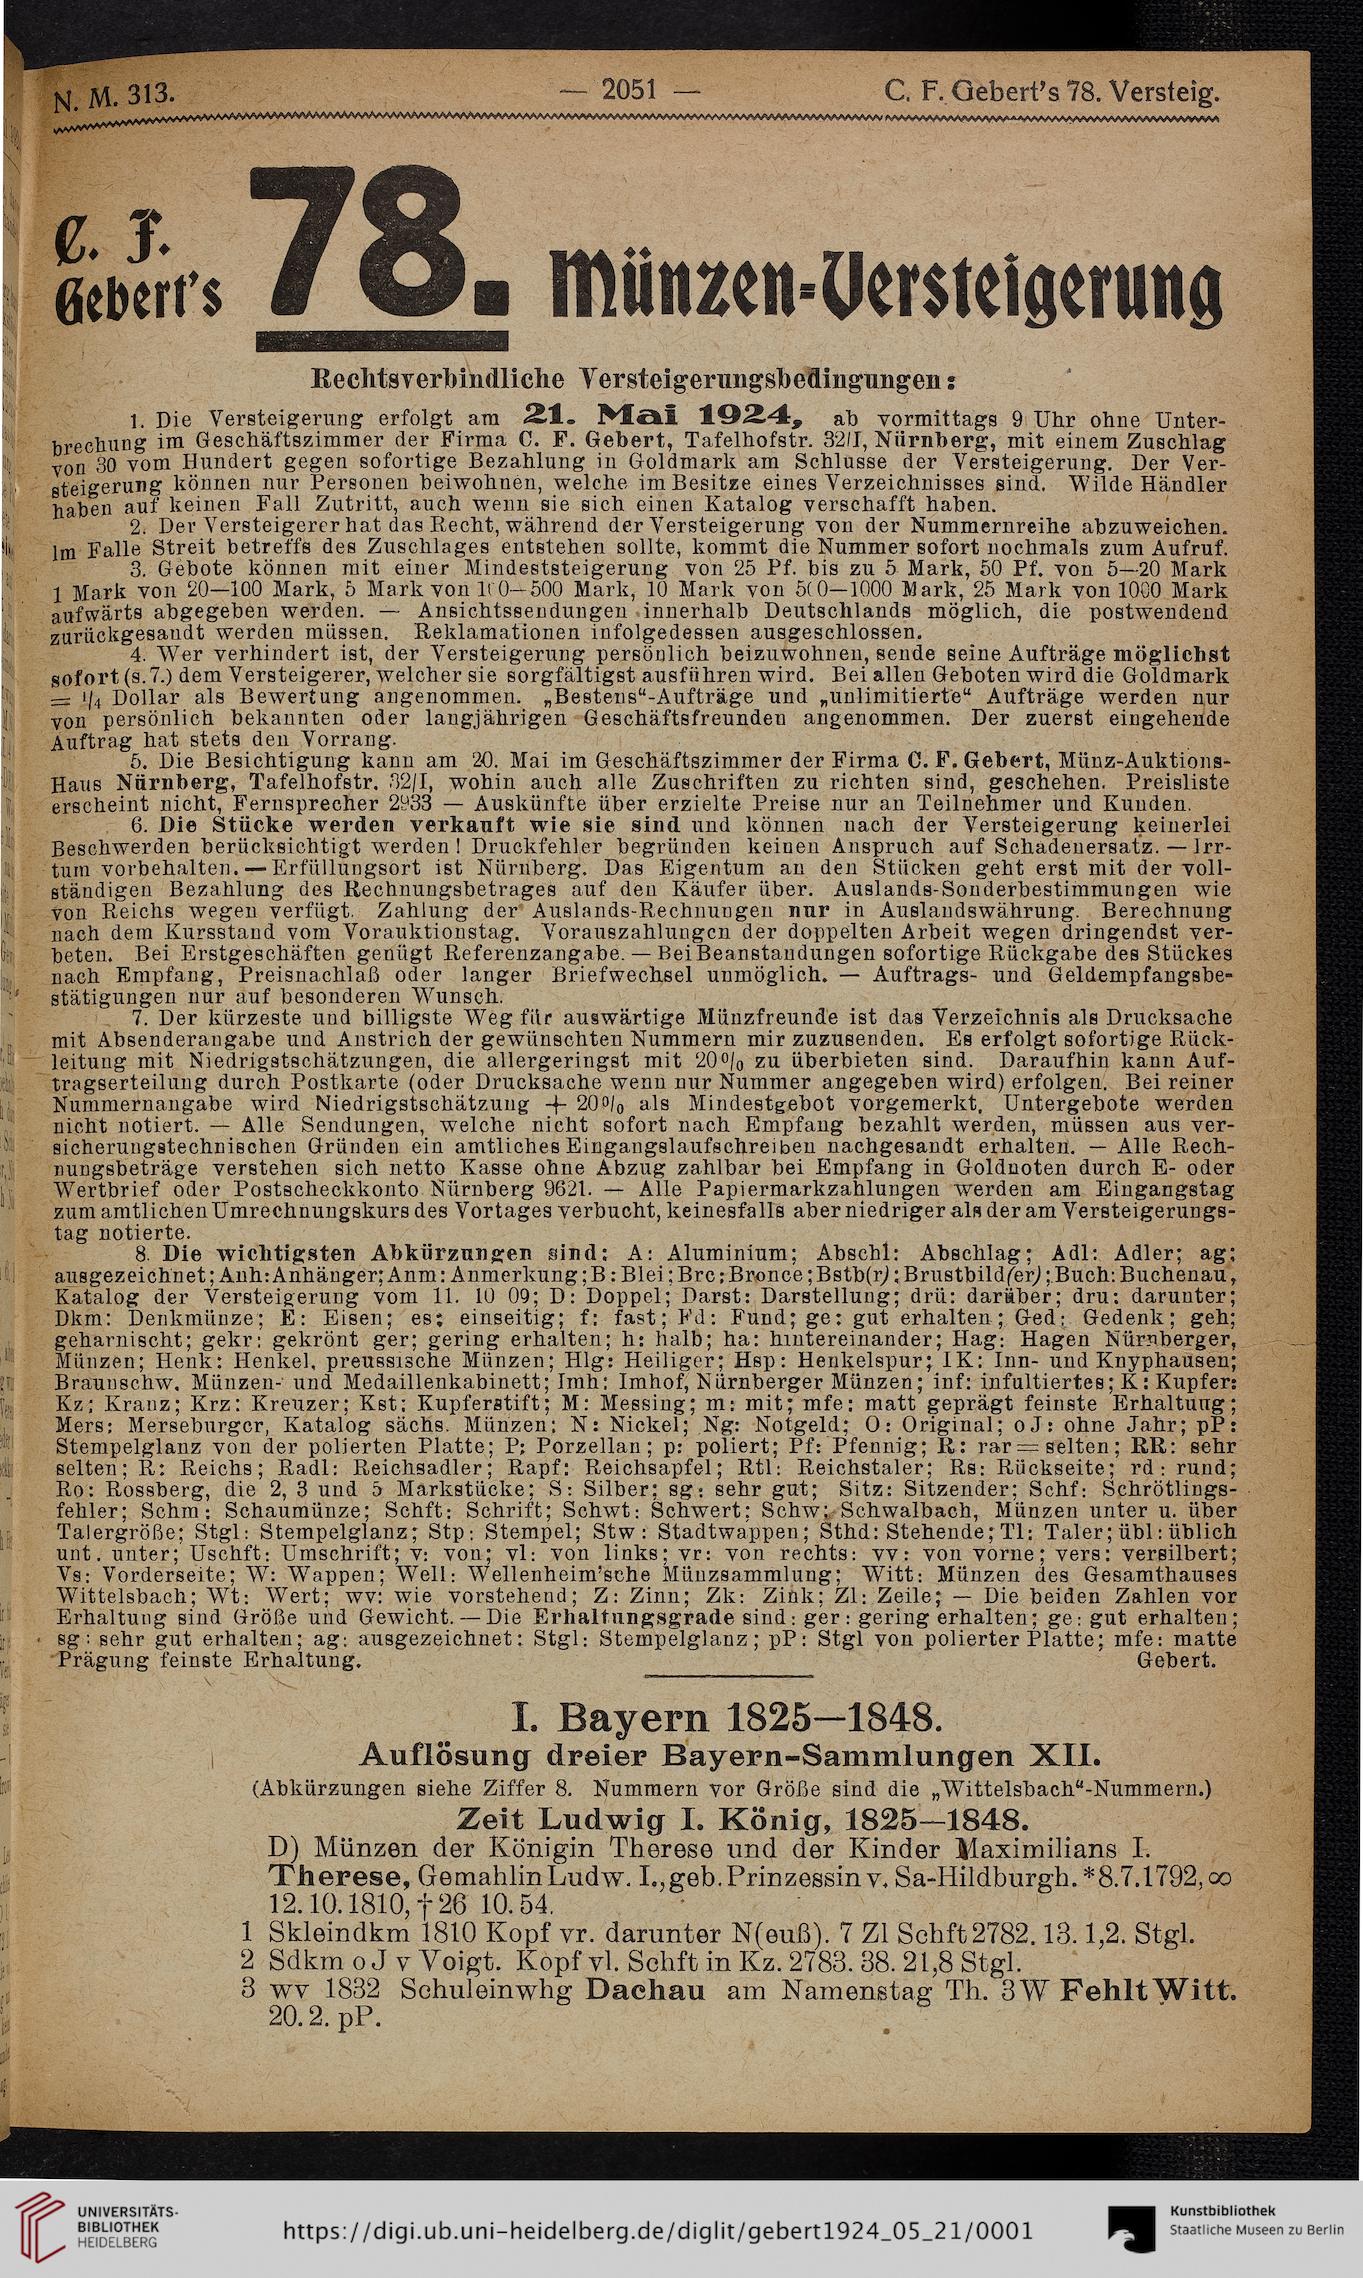 N. M. 313. — 2051 — C. F. Gebert's 78. Versteig.
C. F.
Gebert's 78. Münzen-Versteigerung
Rechtsverbindliche Versteigerungsbedingungen:
1. Die Versteigerung erfolgt am 21. Mai 1924, ab vormittags 9 Uhr ohne Unter-
brechung im Geschäftszimmer der Firma C. F. Gebert, Tafelhofstr. 32/I, Nürnberg, mit einem Zuschlag
von 30 vom Hundert gegen sofortige Bezahlung in Goldmark am Schlusse der Versteigerung. Der Ver-
steigerung können nur Personen beiwohnen, welche im Besitze eines Verzeichnisses sind. Wilde Händler
haben auf keinen Fall Zutritt, auch wenn sie sich einen Katalog verschafft haben.
2. Der Versteigerer hat das Recht, während der Versteigerung von der Nummernreihe abzuweichen.
Im Falle Streit betreffs des Zuschlages entstehen sollte, kommt die Nummer sofort nochmals zum Aufruf.
3. Gebote können mit einer Mindeststeigerung von 25 Pf. bis zu 5 Mark, 50 Pf. von 5—20 Mark
1 Mark von 20—100 Mark, 5 Mark von 100—500 Mark, 10 Mark von 500—1000 Mark, 25 Mark von 1000 Mark
aufwärts abgegeben werden. — Ansichtssendungen innerhalb Deutschlands möglich, die postwendend
zurückgesandt werden müssen. Reklamationen infolgedessen ausgeschlossen.
4. Wer verhindert ist, der Versteigerung persönlich beizuwohnen, sende seine Aufträge möglichst
sofort (s. 7.) dem Versteigerer, welcher sie sorgfältigst ausführen wird. Bei allen Geboten wird die Goldmark
= 1/4 Dollar als Bewertung angenommen. „Bestens“-Aufträge und „unlimitierte“ Aufträge werden nur
von persönlich bekannten oder langjährigen Geschäftsfreunden angenommen. Der zuerst eingehende
Auftrag hat stets den Vorrang.
5. Die Besichtigung kann am 20. Mai im Geschäftszimmer der Firma C. F. Gebert, Münz-Auktions-
Haus Nürnberg, Tafelhofstr. 32/I, wohin auch alle Zuschriften zu richten sind, geschehen. Preisliste
erscheint nicht, Fernsprecher 2933 — Auskünfte über erzielte Preise nur an Teilnehmer und Kunden.
6. Die Stücke werden verkauft wie sie sind und können nach der Versteigerung keinerlei
Beschwerden berücksichtigt werden! Druckfehler begründen keinen Anspruch auf Schadenersatz. — Irr-
tum vorbehalten. — Erfüllungsort ist Nürnberg. Das Eigentum an den Stücken geht erst mit der voll-
ständigen Bezahlung des Rechnungsbetrages auf den Käufer über. Auslands-Sonderbestimmungen wie
von Reichs wegen verfügt. Zahlung der Auslands-Rechnungen nur in Auslandswährung. Berechnung
nach dem Kursstand vom Vorauktionstag. Vorauszahlungen der doppelten Arbeit wegen dringendst ver-
beten. Bei Erstgeschäften genügt Referenzangabe. — Bei Beanstandungen sofortige Rückgabe des Stückes
nach Empfang, Preisnachlaß oder langer Briefwechsel unmöglich. — Auftrags- und Geldempfangsbe-
stätigungen nur auf besonderen Wunsch.
7. Der kürzeste und billigste Weg für auswärtige Münzfreunde ist das Verzeichnis als Drucksache
mit Absenderangabe und Anstrich der gewünschten Nummern mir zuzusenden. Es erfolgt sofortige Rück-
leitung mit Niedrigstschätzungen, die allergeringst mit 20% zu überbieten sind. Daraufhin kann Auf-
tragserteilung durch Postkarte (oder Drucksache wenn nur Nummer angegeben wird) erfolgen. Bei reiner
Nummernangabe wird Niedrigstschätzung + 20% als Mindestgebot vorgemerkt, Untergebote werden
nicht notiert. — Alle Sendungen, welche nicht sofort nach Empfang bezahlt werden, müssen aus ver-
sicherungstechnischen Gründen ein amtliches Eingangslaufschreiben nachgesandt erhalten. — Alle Rech-
nungsbeträge verstehen sich netto Kasse ohne Abzug zahlbar bei Empfang in Goldnoten durch E- oder
Wertbrief oder Postscheckkonto Nürnberg 9621. — Alle Papiermarkzahlungen werden am Eingangstag
zum amtlichen Umrechnungskurs des Vortages verbucht, keinesfalls aber niedriger als der am Versteigerungs-
tag notierte.
8. Die wichtigsten Abkürzungen sind: A: Aluminium; Abschl: Abschlag; Adl: Adler; ag:
ausgezeichnet; Anh: Anhänger; Anm: Anmerkung; B: Blei; Brc: Bronce; Bstb(r): Brustbild(er); Buch: Buchenau,
Katalog der Versteigerung vom 11. 10 09; D: Doppel; Darst: Darstellung; drü: darüber; dru: darunter;
Dkm: Denkmünze; E: Eisen; es: einseitig; f: fast; Fd: Fund; ge: gut erhalten; Ged: Gedenk; geh;
geharnischt; gekr: gekrönt ger; gering erhalten; h: halb; ha: hintereinander; Hag: Hagen Nürnberger,
Münzen; Henk: Henkel, preussische Münzen; Hlg: Heiliger; Hsp: Henkelspur; IK: Inn- und Knyphausen;
Braunschw. Münzen- und Medaillenkabinett; Imh: Imhof, Nürnberger Münzen; inf: infultiertes; K: Kupfer:
Kz; Kranz; Krz: Kreuzer; Kst: Kupferstift; M: Messing; m: mit; mfe: matt geprägt feinste Erhaltung;
Mers: Merseburger, Katalog sächs. Münzen; N: Nickel; Ng: Notgeld; O: Original; oJ: ohne Jahr; pP:
Stempelglanz von der polierten Platte; P: Porzellan; p: poliert; Pf: Pfennig; R: rar = selten; RR: sehr
selten; R: Reichs; Radl: Reichsadler; Rapf: Reichsapfel; Rtl: Reichstaler; Rs: Rückseite; rd: rund;
Ro: Rossberg, die 2, 3 und 5 Markstücke; S: Silber; sg: sehr gut; Sitz: Sitzender; Schf: Schrötlings-
fehler; Schm: Schaumünze; Schft: Schrift; Schwt: Schwert; Schw: Schwalbach, Münzen unter u. über
Talergröße; Stgl: Stempelglanz; Stp: Stempel; Stw: Stadtwappen; Sthd: Stehende; Tl: Taler; übl: üblich
unt. unter; Uschft: Umschrift; v: von; vl: von links; vr: von rechts: vv: von vorne; vers: versilbert;
Vs: Vorderseite; W: Wappen; Well: Wellenheim'sche Münzsammlung; Witt: Münzen des Gesamthauses
Wittelsbach; Wt: Wert; wv: wie vorstehend; Z: Zinn; Zk: Zink; Zl: Zeile; — Die beiden Zahlen vor
Erhaltung sind Größe und Gewicht. — Die Erhaltungsgrade sind: ger: gering erhalten; ge: gut erhalten;
sg: sehr gut erhalten; ag: ausgezeichnet: Stgl: Stempelglanz; pP: Stgl von polierter Platte; mfe: matte
Prägung feinste Erhaltung. Gebert.
I. Bayern 1825—1848.
Auflösung dreier Bayern-Sammlungen XII.
(Abkürzungen siehe Ziffer 8. Nummern vor Größe sind die „Wittelsbach“-Nummern.)
Zeit Ludwig I. König, 1825—1848.
D) Münzen der Königin Therese und der Kinder Maximilians I.
Therese, Gemahlin Ludw. I., geb. Prinzessin v. Sa-Hildburgh. *8.7.1792, ∞
12.10.1810, † 26 10. 54.
1 Skleindkm 1810 Kopf vr. darunter N(euß). 7 Zl Schft 2782. 13. 1,2. Stgl.
2 Sdkm o J v Voigt. Kopf vl. Schft in Kz. 2783. 38. 21,8 Stgl.
3 wv 1832 Schuleinwhg Dachau am Namenstag Th. 3 W Fehlt Witt.
20. 2. pP.
UNIVERSITÄTS-
BIBLIOTHEK
HEIDELBERG
https://digi.ub.uni-heidelberg.de/diglit/gebert1924_05_21/0001
Kunstbibliothek
Staatliche Museen zu Berlin